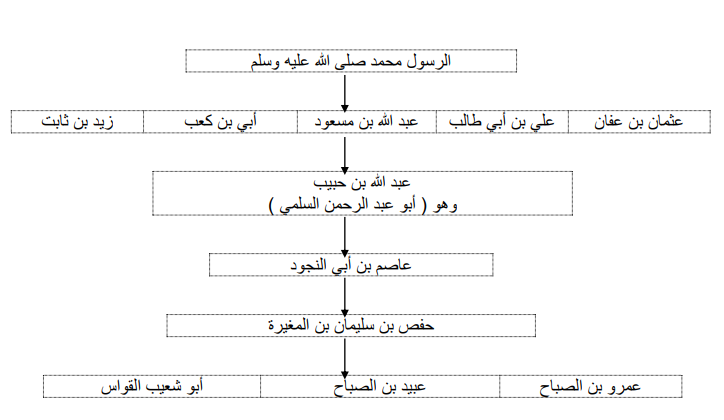 الرسول محمد صلى الله عليه وسلم
عثمان بن عفان
علي بن أبي طالب
عبد الله بن مسعود
أبي بن كعب
زيد بن ثابت
عبد الله بن حبيب
وهو ( أبو عبد الرحمن السلمي )
عاصم بن أبي النجود
حفص بن سليمان بن المغيرة
عمرو بن الصباح
عبيد بن الصباح
أبو شعيب القواس